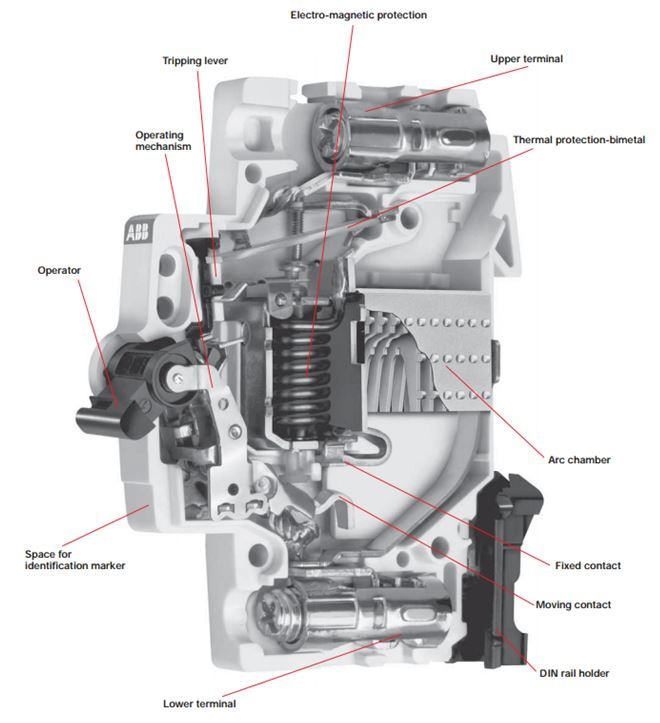 Electro-magnetic protection
Tripping lever
Upper terminal
Operating
mechanism
Thermal protection-bimetal
ABB
Operator
Arc chamber
Space for
identification marker
Fixed contact
Moving contact
DIN rail holder
Lower terminal